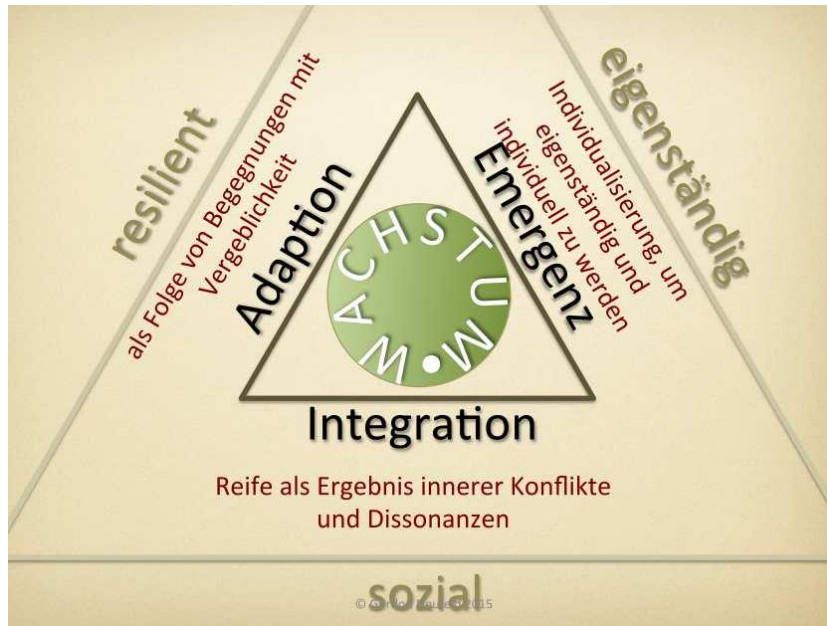 resilient
als Folge von Begegnungen mit
Vergeblichkeit
Adaption
eigenständig
Individualisierung, um
eigenständig und
individuell zu werden
Emergenz
WACHSTUM •
Integration
Reife als Ergebnis innerer Konflikte
und Dissonanzen
sozial
© 2015